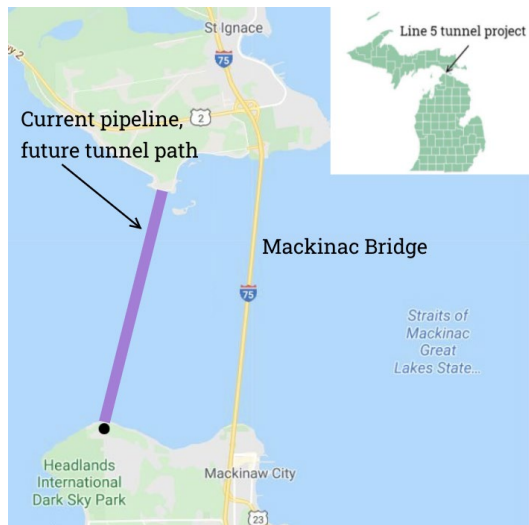 St Ignace
Line 5 tunnel project
y 2
75
2
Current pipeline,
future tunnel path
Mackinac Bridge
75
Straits of
Mackinac
Great
Lakes State...
Headlands
International
Dark Sky Park
Mackinaw City
23